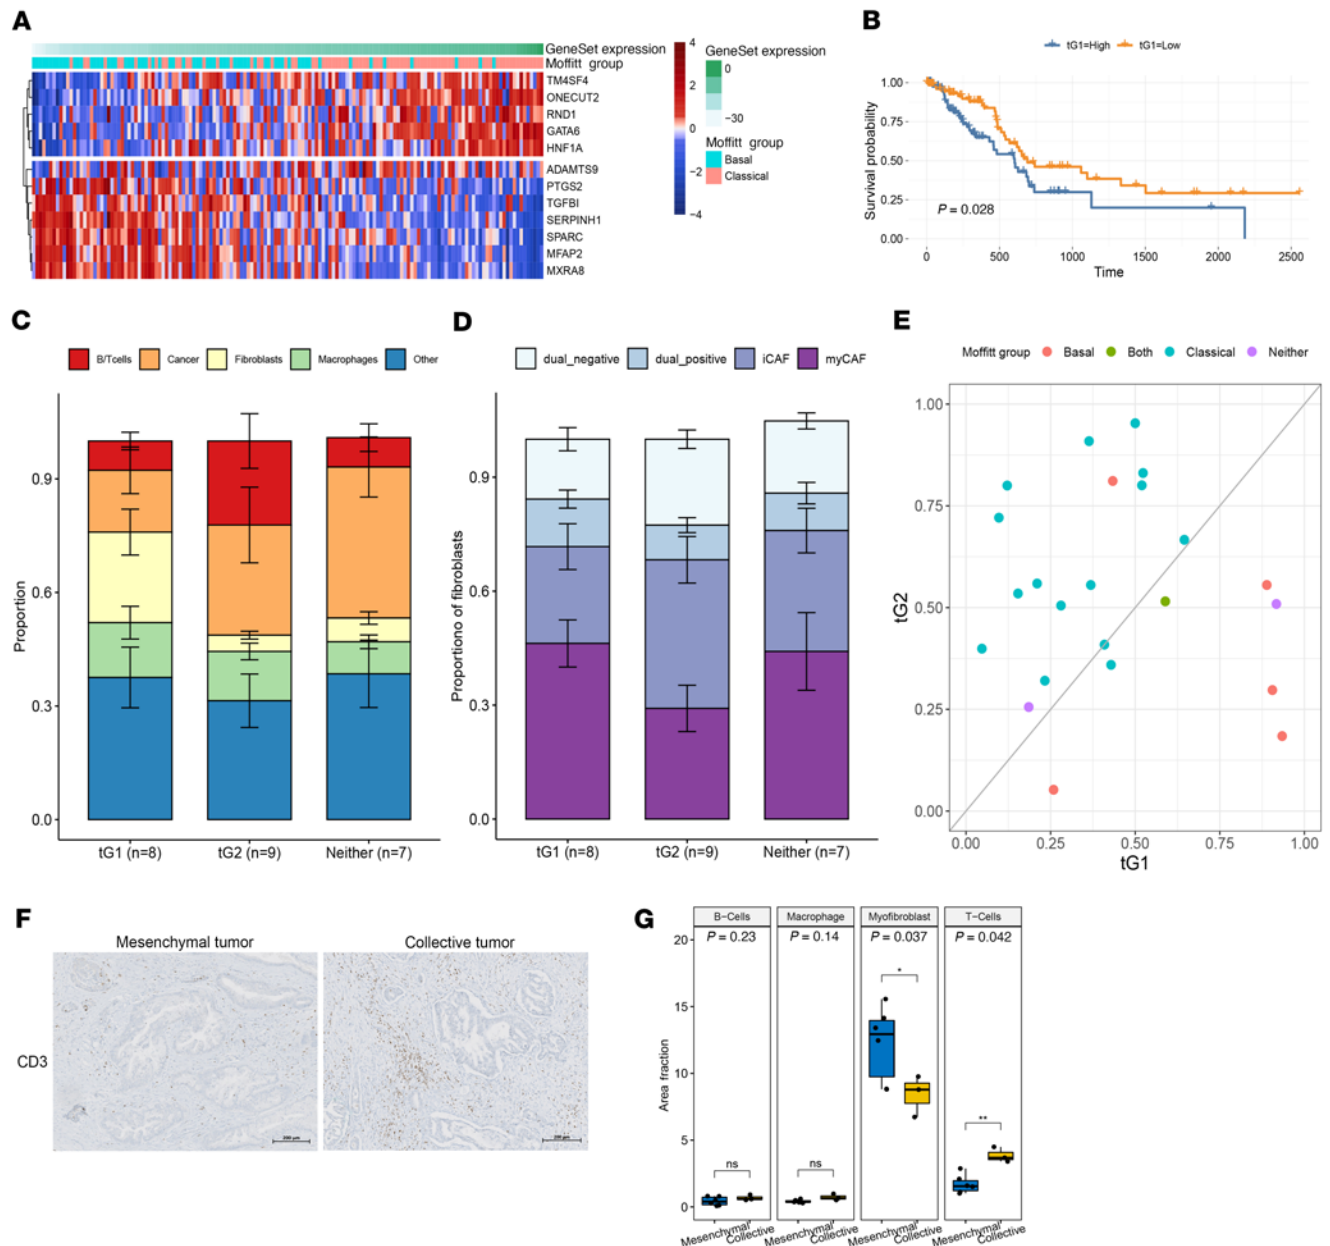 A
GeneSet expression
Moffitt group
TM4SF4
ONECUT2
RND1
GATA6
HNF1A
ADAMTS9
PTGS2
TGFBI
SERPINH1
SPARC
MFAP2
MXRA8
4
2
0
−2
−4
GeneSet expression
0
−30
Moffitt group
Basal
Classical
B
tG1=High tG1=Low
Survival probability
1.00
0.75
0.50
0.25
0.00
P = 0.028
0 500 1000 1500 2000 2500
Time
C
B/Tcells Cancer Fibroblasts Macrophages Other
Proportion
0.9
0.6
0.3
0.0
tG1 (n=8) tG2 (n=9) Neither (n=7)
D
dual_negative dual_positive iCAF myCAF
Proportiono of fibroblasts
0.9
0.6
0.3
0.0
tG1 (n=8) tG2 (n=9) Neither (n=7)
E
Moffitt group Basal Both Classical Neither
tG2
1.00
0.75
0.50
0.25
0.00
0.00 0.25 0.50 0.75 1.00
tG1
F
Mesenchymal tumor Collective tumor
CD3
200 µm 200 µm
G
B−Cells Macrophage Myofibroblast T−Cells
P = 0.23 P = 0.14 P = 0.037 P = 0.042
Area fraction
20
15
10
5
0
ns ns * **
Mesenchymal Collective Mesenchymal Collective Mesenchymal Collective Mesenchymal Collective